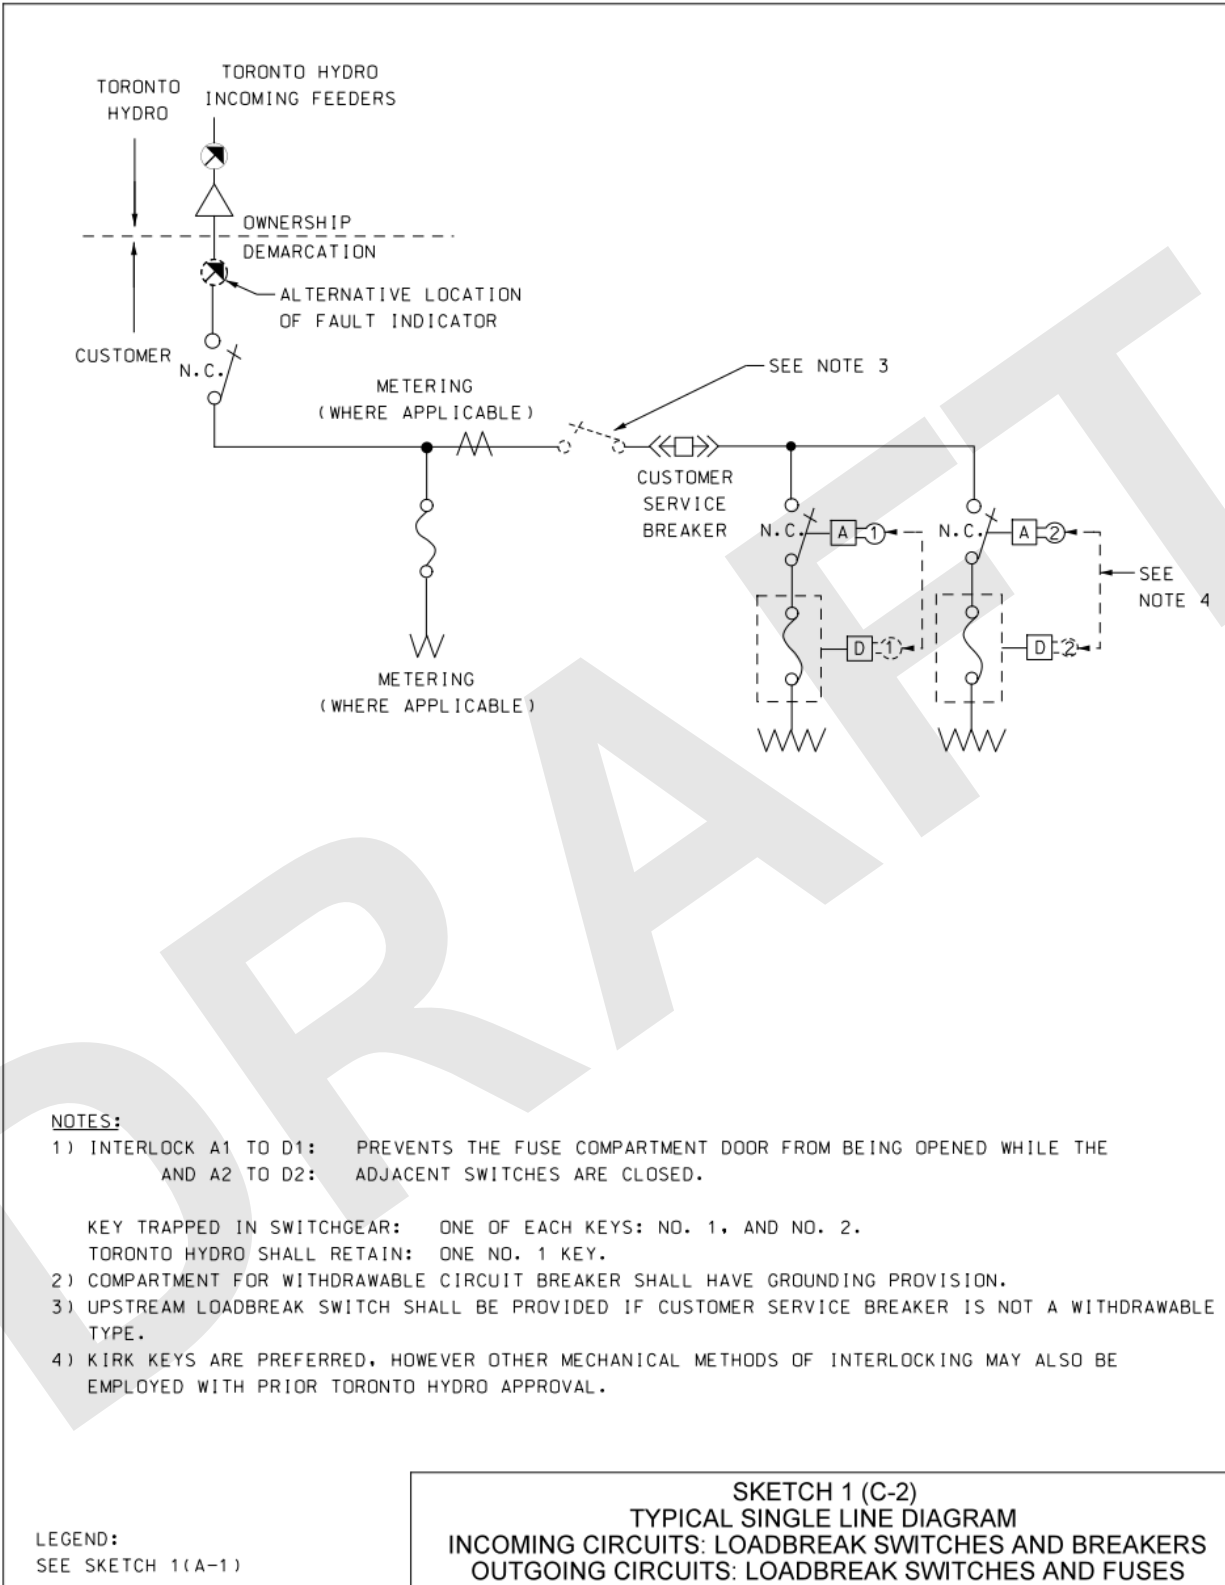 TORONTO
HYDRO
TORONTO HYDRO
INCOMING FEEDERS
OWNERSHIP
DEMARCATION
ALTERNATIVE LOCATION
OF FAULT INDICATOR
CUSTOMER
N.C.
METERING
(WHERE APPLICABLE)
SEE NOTE 3
CUSTOMER
SERVICE
BREAKER
N.C.
A
1
N.C.
A
2
SEE
NOTE 4
D
1
D
2
METERING
(WHERE APPLICABLE)
DRAFT
NOTES:
1) INTERLOCK A1 TO D1: PREVENTS THE FUSE COMPARTMENT DOOR FROM BEING OPENED WHILE THE
AND A2 TO D2: ADJACENT SWITCHES ARE CLOSED.
KEY TRAPPED IN SWITCHGEAR: ONE OF EACH KEYS: NO. 1, AND NO. 2.
TORONTO HYDRO SHALL RETAIN: ONE NO. 1 KEY.
2) COMPARTMENT FOR WITHDRAWABLE CIRCUIT BREAKER SHALL HAVE GROUNDING PROVISION.
3) UPSTREAM LOADBREAK SWITCH SHALL BE PROVIDED IF CUSTOMER SERVICE BREAKER IS NOT A WITHDRAWABLE
TYPE.
4) KIRK KEYS ARE PREFERRED, HOWEVER OTHER MECHANICAL METHODS OF INTERLOCKING MAY ALSO BE
EMPLOYED WITH PRIOR TORONTO HYDRO APPROVAL.
LEGEND:
SEE SKETCH 1(A-1)
SKETCH 1 (C-2)
TYPICAL SINGLE LINE DIAGRAM
INCOMING CIRCUITS: LOADBREAK SWITCHES AND BREAKERS
OUTGOING CIRCUITS: LOADBREAK SWITCHES AND FUSES